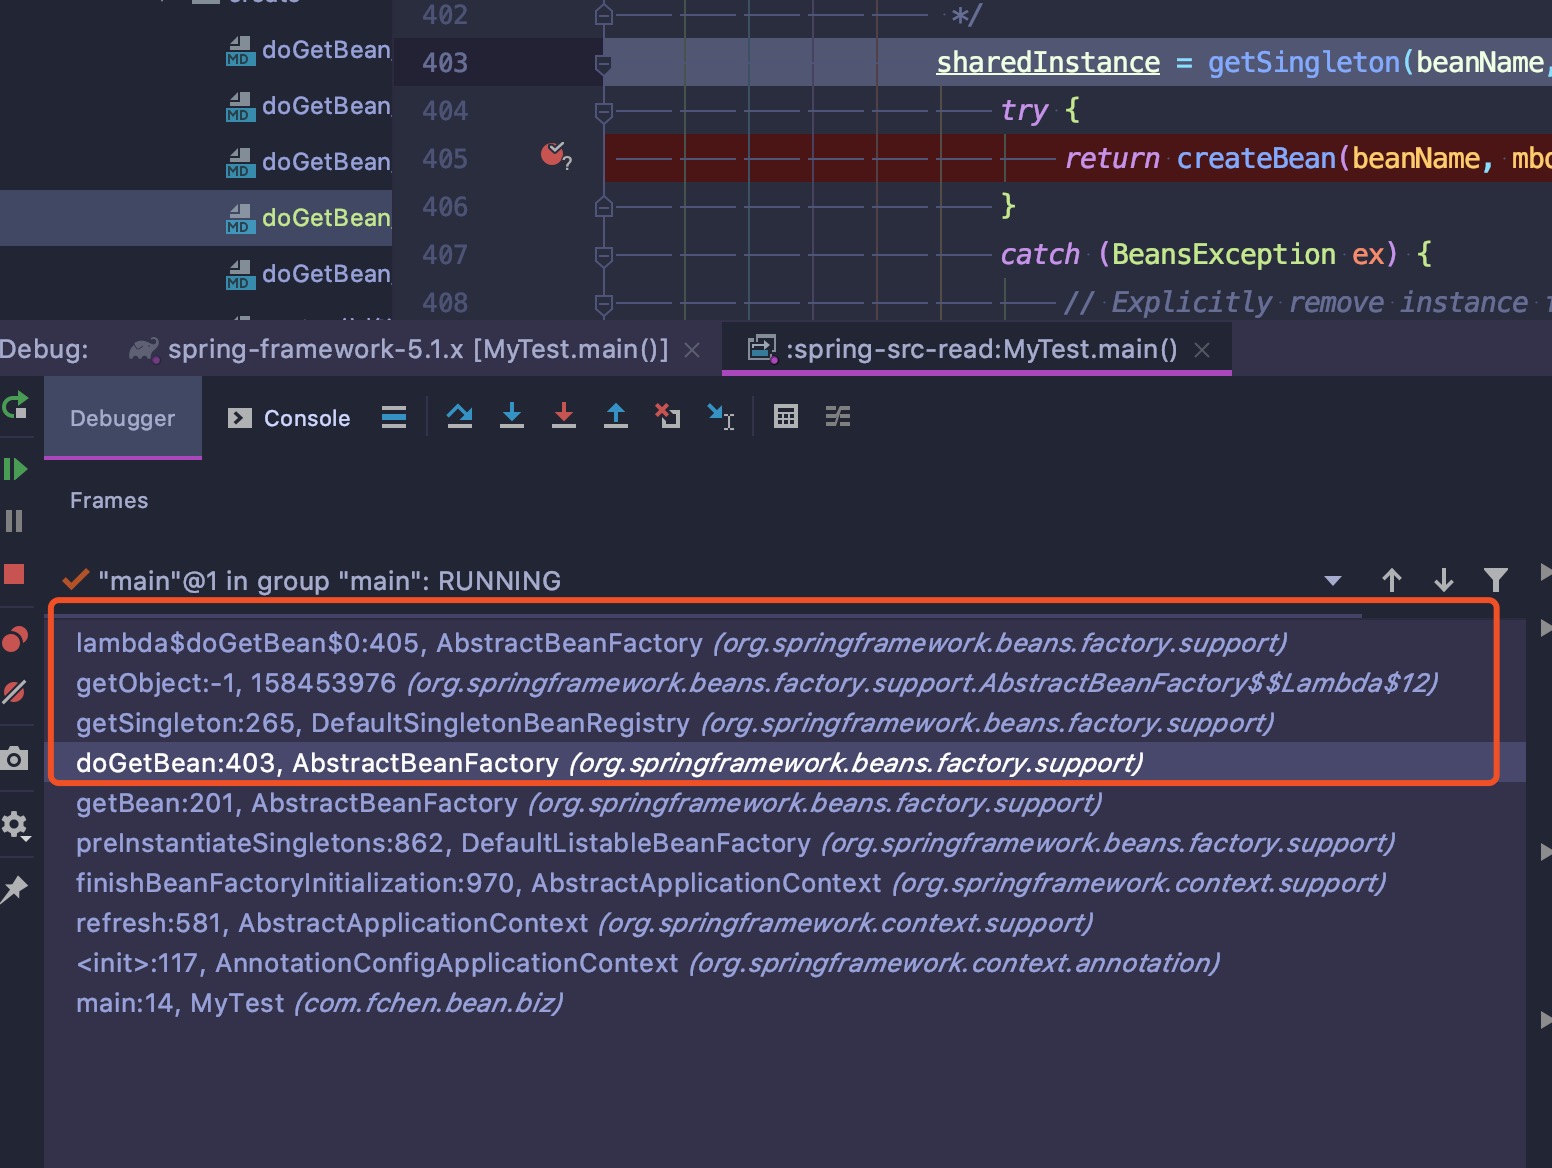 doGetBean
doGetBean
doGetBean
doGetBean
doGetBean
MD
MD
MD
MD
MD
402 */
403 sharedInstance = getSingleton(beanName,
404 try {
405 return createBean(beanName, mbd
406 }
407 catch (BeansException ex) {
408 // Explicitly remove instance
Debug: spring-framework-5.1.x [MyTest.main()] :spring-src-read:MyTest.main()
Debugger Console
Frames
"main"@1 in group "main": RUNNING
lambda$doGetBean$0:405, AbstractBeanFactory (org.springframework.beans.factory.support)
getObject:-1, 158453976 (org.springframework.beans.factory.support.AbstractBeanFactory$$Lambda$12)
getSingleton:265, DefaultSingletonBeanRegistry (org.springframework.beans.factory.support)
doGetBean:403, AbstractBeanFactory (org.springframework.beans.factory.support)
getBean:201, AbstractBeanFactory (org.springframework.beans.factory.support)
preInstantiateSingletons:862, DefaultListableBeanFactory (org.springframework.beans.factory.support)
finishBeanFactoryInitialization:970, AbstractApplicationContext (org.springframework.context.support)
refresh:581, AbstractApplicationContext (org.springframework.context.support)
<init>:117, AnnotationConfigApplicationContext (org.springframework.context.annotation)
main:14, MyTest (com.fchen.bean.biz)